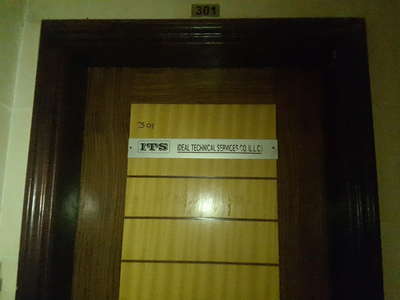 301
ITS IDEAL TECHNICAL SERVICES CO. (L.L.C)